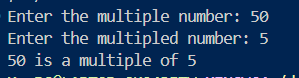 Enter the multiple number: 50
Enter the multipled number: 5
50 is a multiple of 5